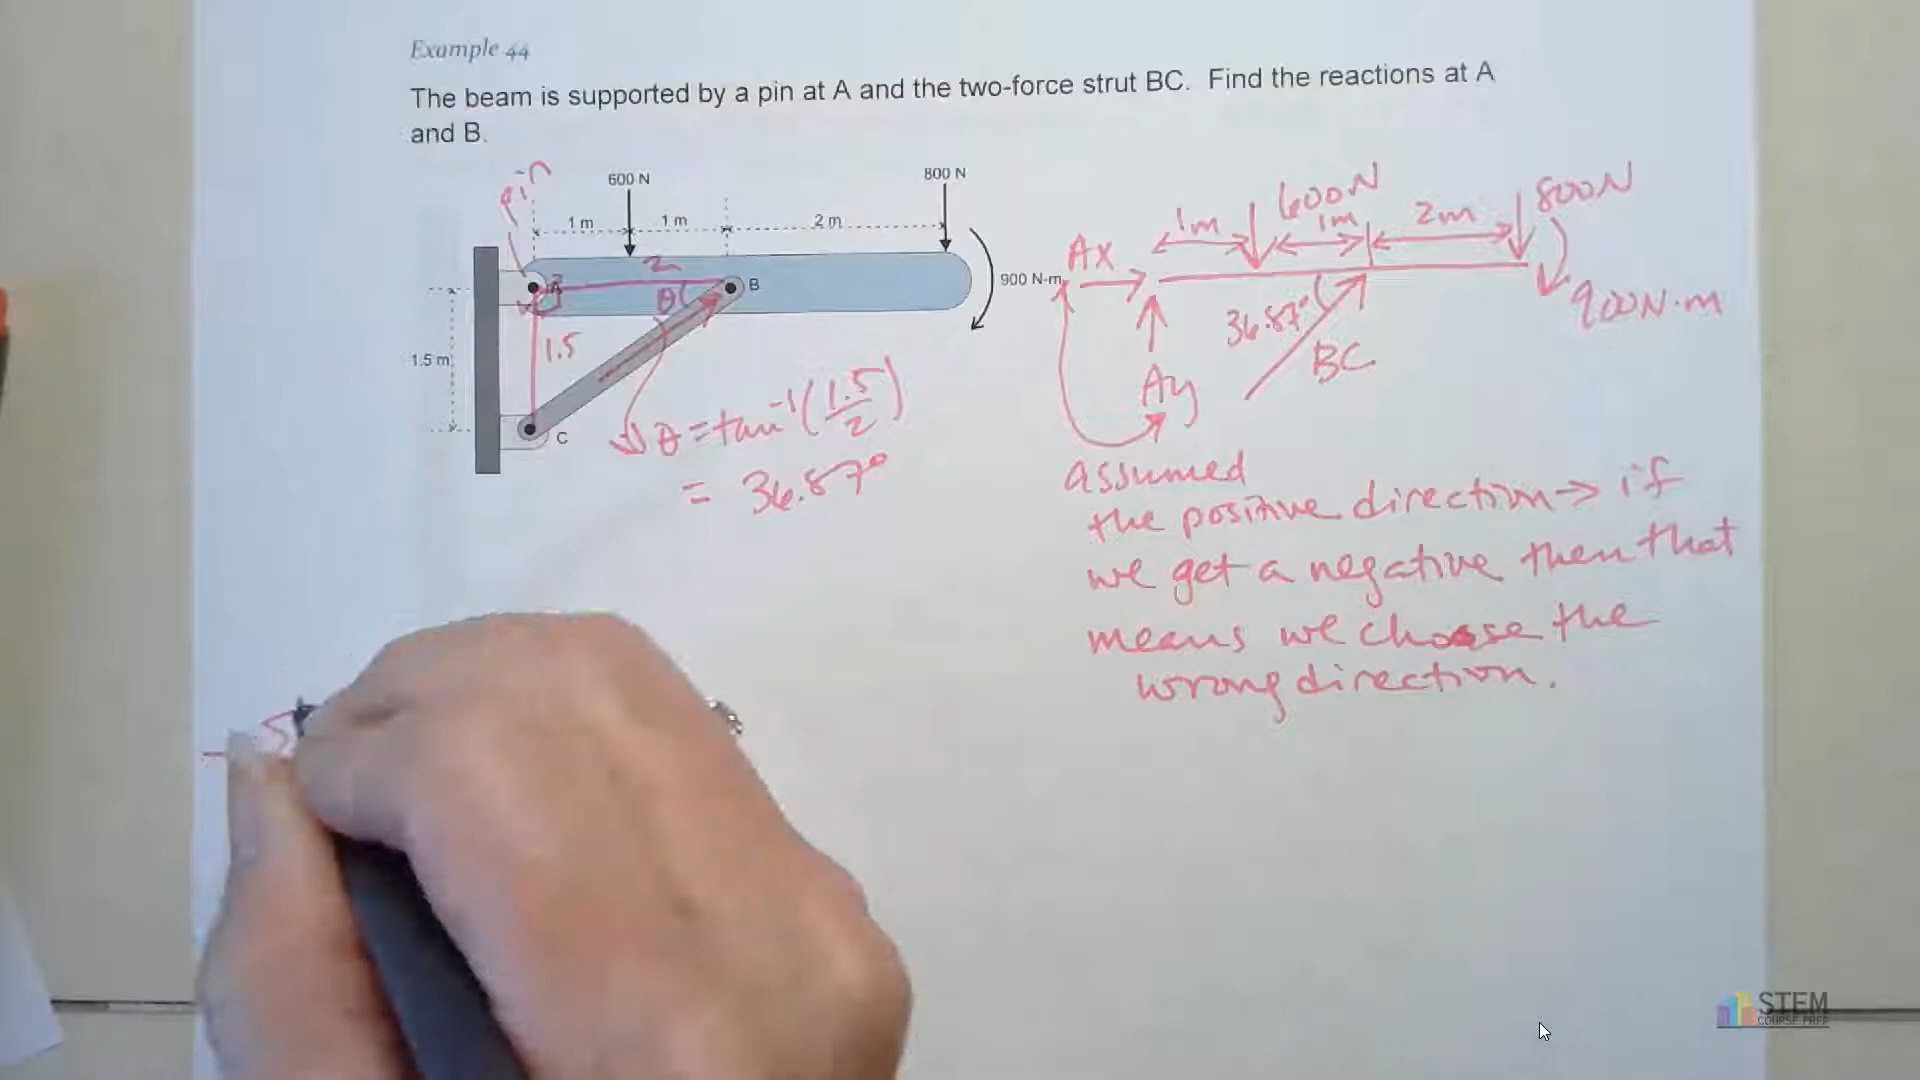 Example 44
The beam is supported by a pin at A and the two-force strut BC. Find the reactions at A
and B.
pin
600 N
800 N
1 m
1 m
2 m
2
A
θ
B
900 N-m
1.5 m
1.5
C
θ = tan⁻¹(1.5/2)
= 36.87°
600N
800N
1m
1m
2m
Ax
36.87°
900N·m
BC
Ay
assumed
the positive direction → if
we get a negative then that
means we choose the
wrong direction.
STEM
COURSE PREP